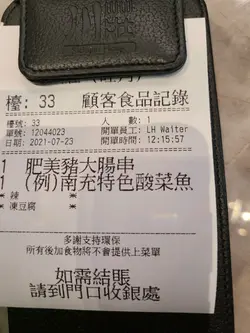 檯: 33 顧客食品記錄
檯號: 33 人 數: 1
單號: 12044023 開單員工: LH Waiter
日期: 2021-07-23 開單時間: 12:15:57
1 肥美豬大腸串
1 (例)南充特色酸菜魚
* 辣
* 凍豆腐
多謝支持環保
所有後加食物將不會提供上菜單
如需結賬
請到門口收銀處